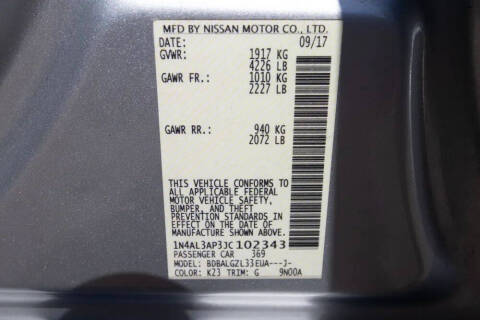 MFD BY NISSAN MOTOR CO., LTD.
DATE: 09/17
GVWR: 1917 KG
4226 LB
GAWR FR.: 1010 KG
2227 LB
GAWR RR.: 940 KG
2072 LB
THIS VEHICLE CONFORMS TO
ALL APPLICABLE FEDERAL
MOTOR VEHICLE SAFETY,
BUMPER, AND THEFT
PREVENTION STANDARDS IN
EFFECT ON THE DATE OF
MANUFACTURE SHOWN ABOVE.
1N4AL3AP3JC102343
PASSENGER CAR 369
MODEL: BDBALGZL33EUA---J-
COLOR: K23 TRIM: G 9N00A